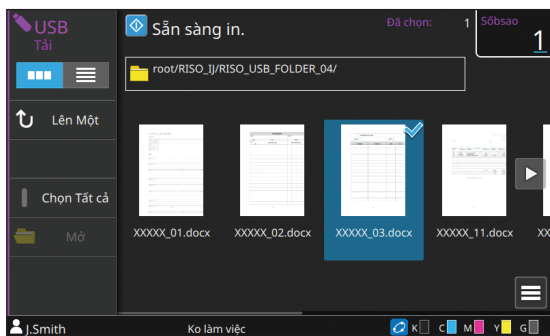 USB
Tải
Sẵn sàng in.
Đã chọn: 1
Sốbsao
1
root/RISO_IJ/RISO_USB_FOLDER_04/
Lên Một
Chọn Tất cả
Mở
XXXXX_01.docx
XXXXX_02.docx
XXXXX_03.docx
XXXXX_11.docx
XX
J.Smith
Ko làm việc
K C M Y G